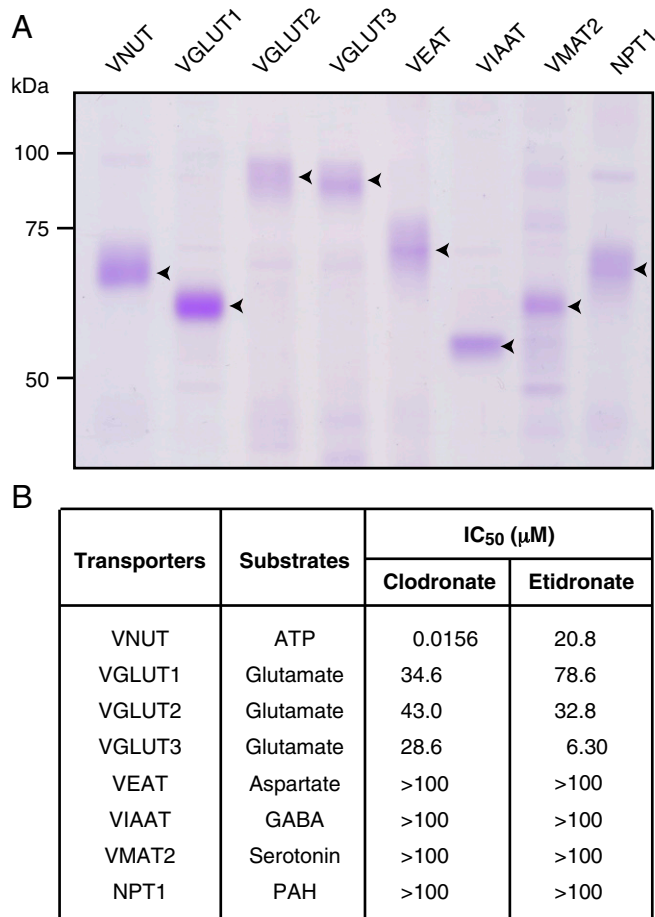 A
VNUT VGLUT1 VGLUT2 VGLUT3 VEAT VIAAT VMAT2 NPT1
kDa
100
75
50
B
Transporters Substrates IC50 (μM)
Clodronate Etidronate
VNUT ATP 0.0156 20.8
VGLUT1 Glutamate 34.6 78.6
VGLUT2 Glutamate 43.0 32.8
VGLUT3 Glutamate 28.6 6.30
VEAT Aspartate >100 >100
VIAAT GABA >100 >100
VMAT2 Serotonin >100 >100
NPT1 PAH >100 >100